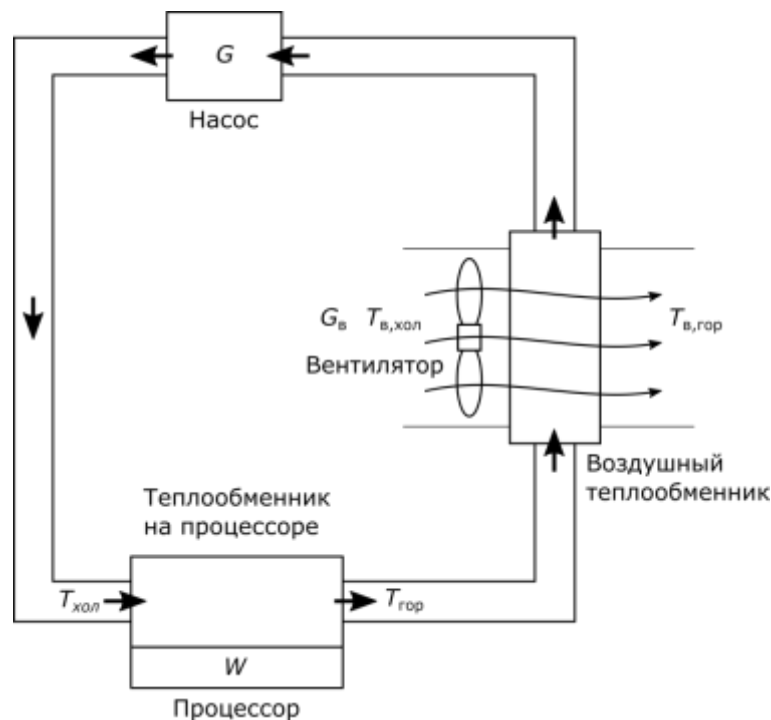 G
Насос
Gв Tв,хол
Tв,гор
Вентилятор
Воздушный
теплообменник
Теплообменник
на процессоре
Tхол
Tгор
W
Процессор